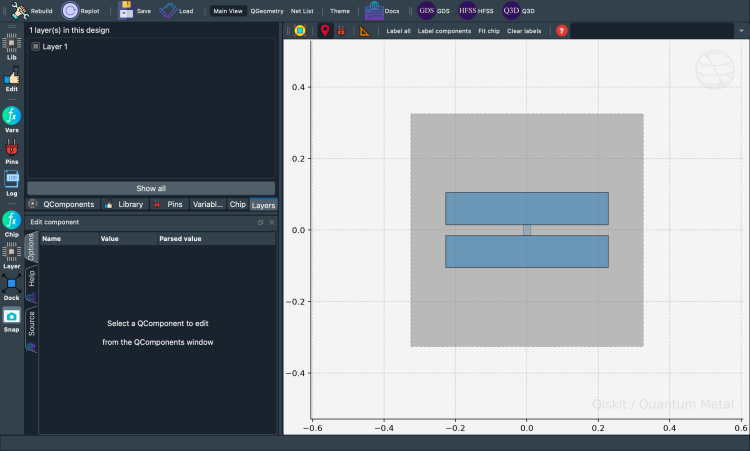 Rebuild
Replot
Save
Load
Main View
QGeometry
Net List
Theme
Docs
GDS GDS
HFSS HFSS
Q3D Q3D
Lib
Edit
Vars
Pins
Log
Chip
Layer
Dock
Snap
1 layer(s) in this design
Layer 1
Show all
QComponents
Library
Pins
Variabl...
Chip
Layers
Edit component
Options
Help
Source
Name Value Parsed value
Select a QComponent to edit
from the QComponents window
Label all
Label components
Fit chip
Clear labels
?
0.4
0.2
0.0
−0.2
−0.4
−0.6 −0.4 −0.2 0.0 0.2 0.4 0.6
Qiskit / Quantum Metal